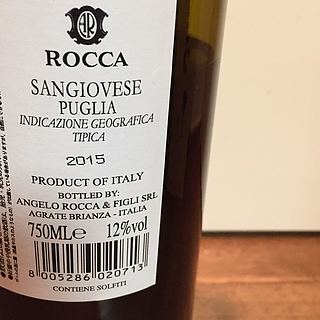 AR
ROCCA
SANGIOVESE
PUGLIA
INDICAZIONE GEOGRAFICA
TIPICA
2015
PRODUCT OF ITALY
BOTTLED BY:
ANGELO ROCCA & FIGLI SRL
AGRATE BRIANZA - ITALIA
750MLe 12%vol
8 005286 020713
CONTIENE SOLFITI